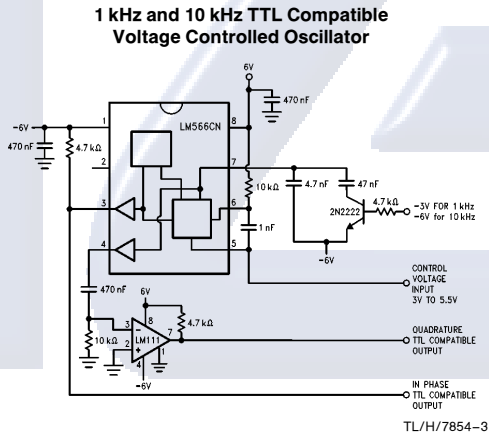 1 kHz and 10 kHz TTL Compatible
Voltage Controlled Oscillator
6V
470 nF
-6V
470 nF
4.7 kΩ
1
LM566CN
8
2
7
10 kΩ
4.7 nF
47 nF
4.7 kΩ
2N2222
-3V FOR 1 kHz
-6V for 10 kHz
3
6
1 nF
4
5
-6V
470 nF
CONTROL
VOLTAGE
INPUT
3V TO 5.5V
6V
4.7 kΩ
10 kΩ
3
8
7
LM111
2
1
4
-6V
QUADRATURE
TTL COMPATIBLE
OUTPUT
IN PHASE
TTL COMPATIBLE
OUTPUT
TL/H/7854-3